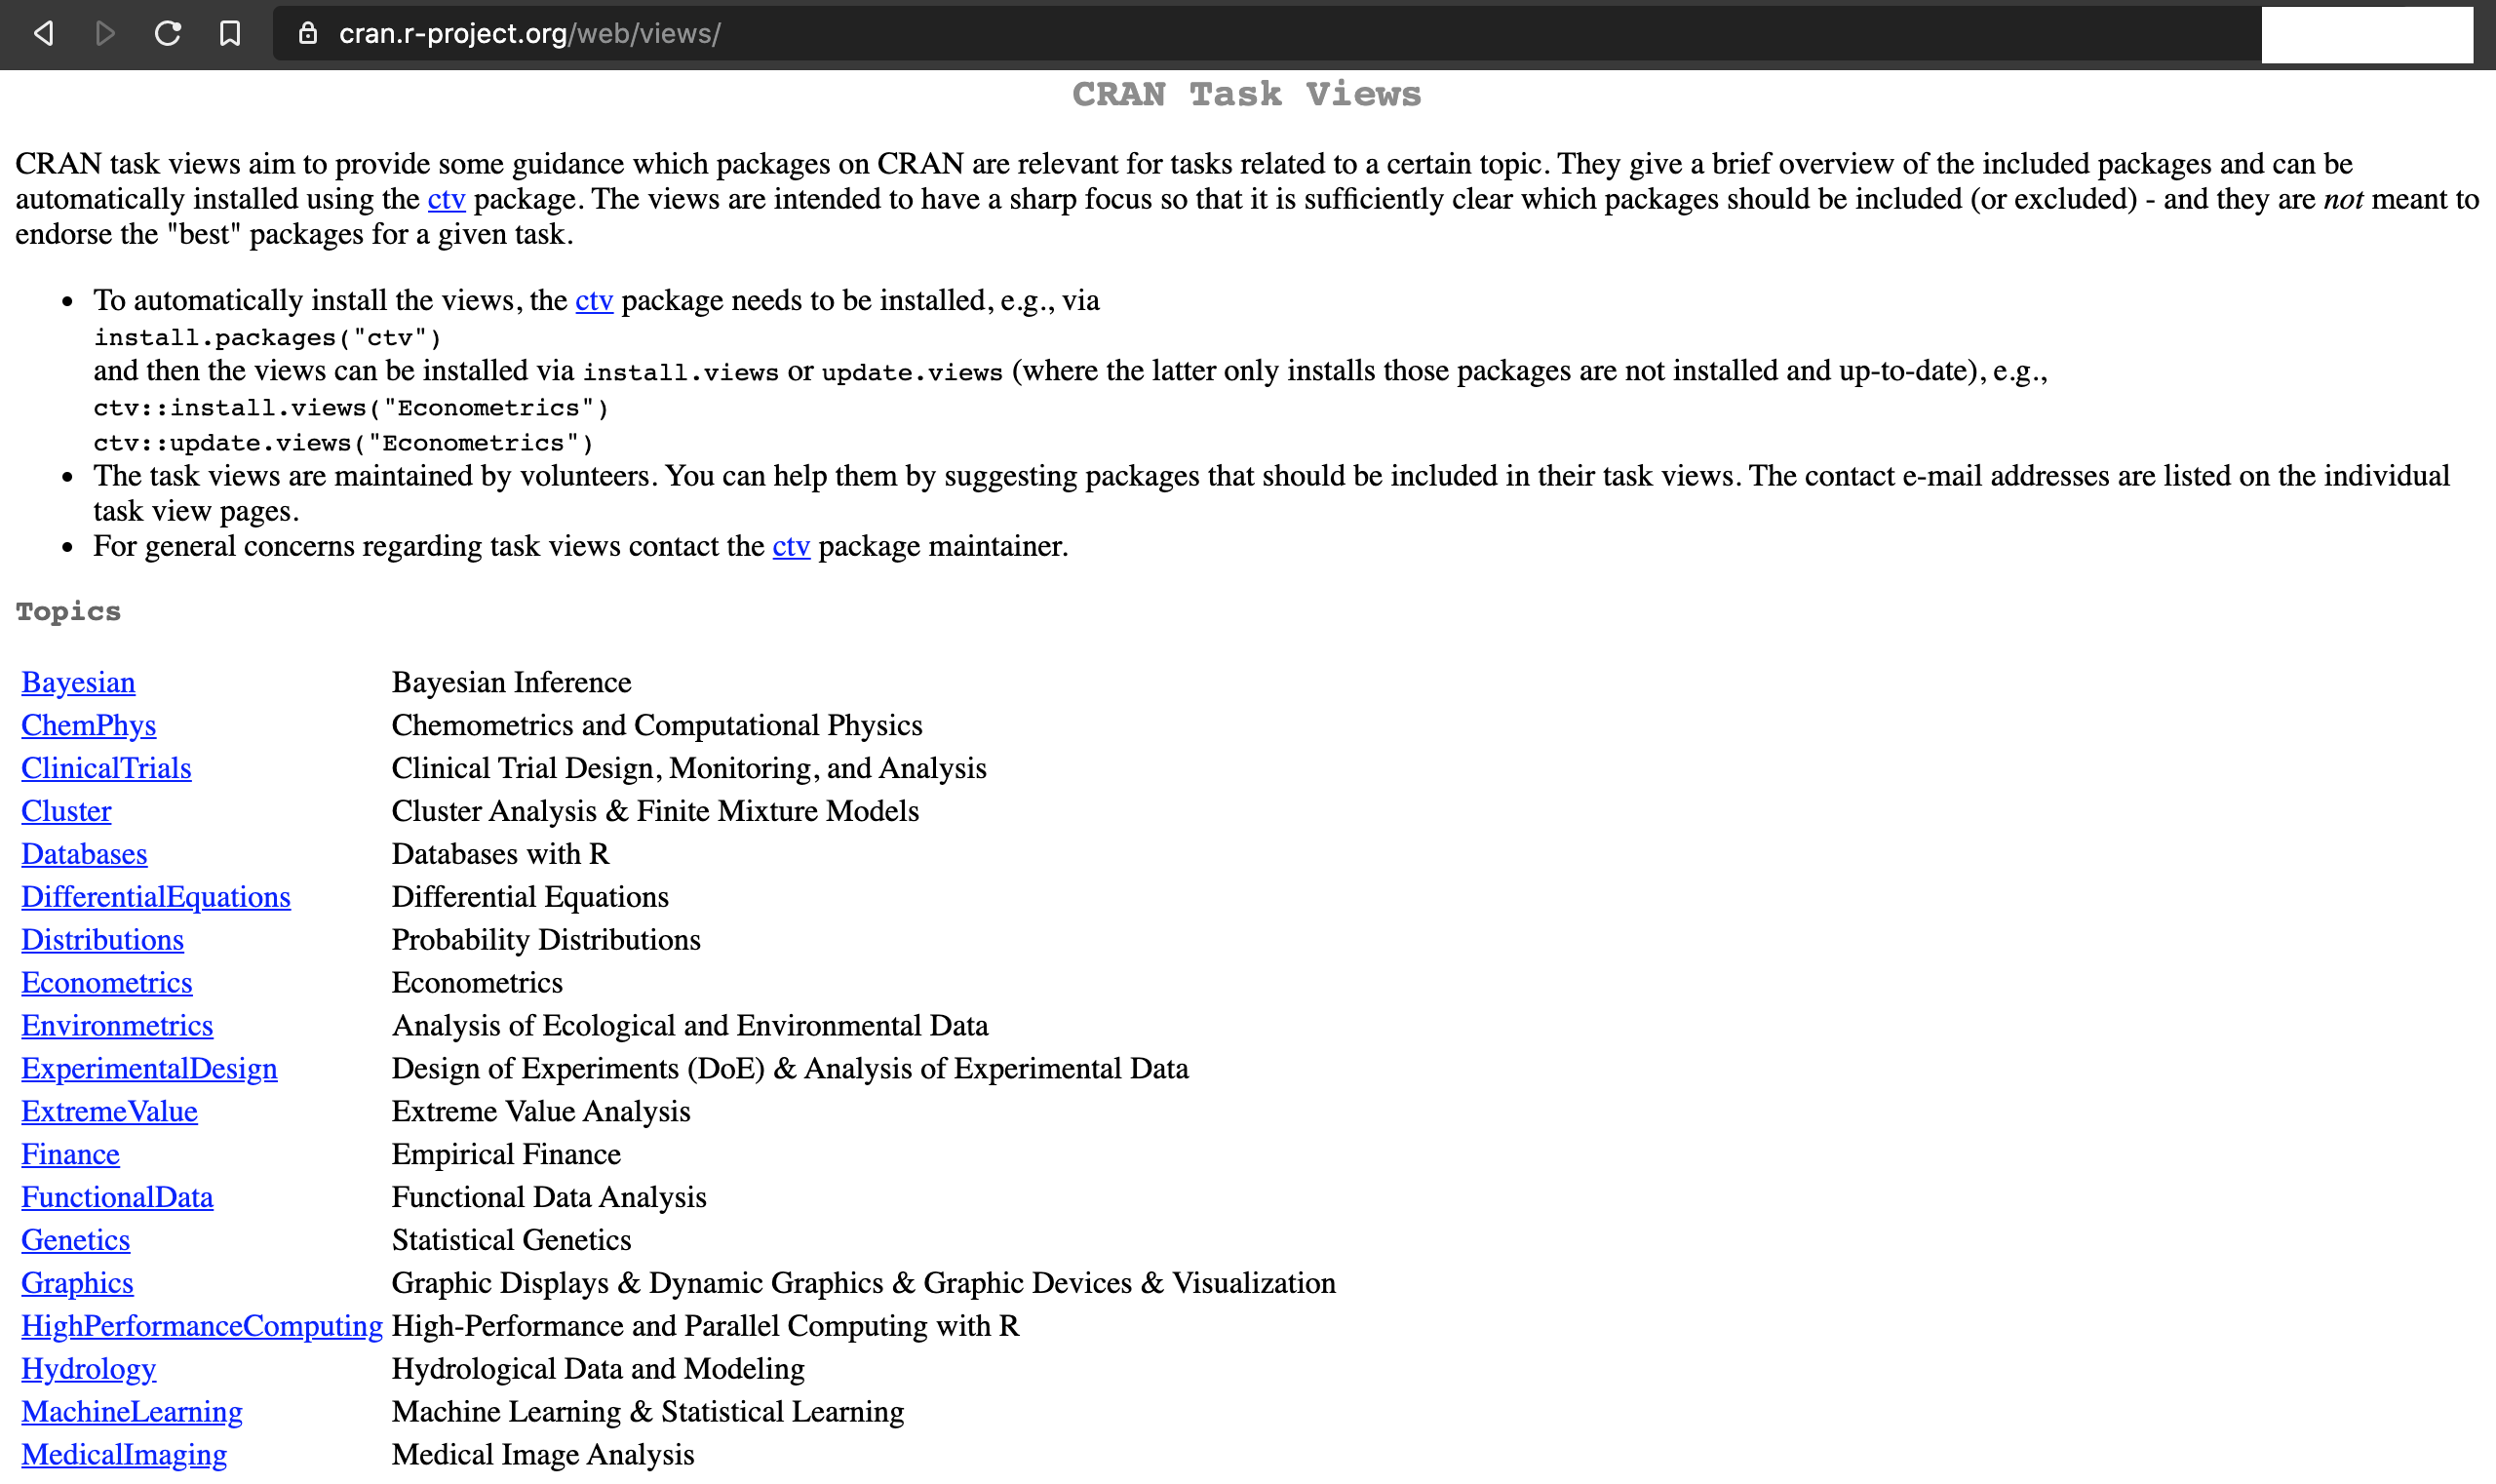 cran.r-project.org/web/views/
CRAN Task Views
CRAN task views aim to provide some guidance which packages on CRAN are relevant for tasks related to a certain topic. They give a brief overview of the included packages and can be
automatically installed using the ctv package. The views are intended to have a sharp focus so that it is sufficiently clear which packages should be included (or excluded) - and they are not meant to
endorse the "best" packages for a given task.
• To automatically install the views, the ctv package needs to be installed, e.g., via
install.packages("ctv")
and then the views can be installed via install.views or update.views (where the latter only installs those packages are not installed and up-to-date), e.g.,
ctv::install.views("Econometrics")
ctv::update.views("Econometrics")
• The task views are maintained by volunteers. You can help them by suggesting packages that should be included in their task views. The contact e-mail addresses are listed on the individual
task view pages.
• For general concerns regarding task views contact the ctv package maintainer.
Topics
Bayesian Bayesian Inference
ChemPhys Chemometrics and Computational Physics
ClinicalTrials Clinical Trial Design, Monitoring, and Analysis
Cluster Cluster Analysis & Finite Mixture Models
Databases Databases with R
DifferentialEquations Differential Equations
Distributions Probability Distributions
Econometrics Econometrics
Environmetrics Analysis of Ecological and Environmental Data
ExperimentalDesign Design of Experiments (DoE) & Analysis of Experimental Data
ExtremeValue Extreme Value Analysis
Finance Empirical Finance
FunctionalData Functional Data Analysis
Genetics Statistical Genetics
Graphics Graphic Displays & Dynamic Graphics & Graphic Devices & Visualization
HighPerformanceComputing High-Performance and Parallel Computing with R
Hydrology Hydrological Data and Modeling
MachineLearning Machine Learning & Statistical Learning
MedicalImaging Medical Image Analysis